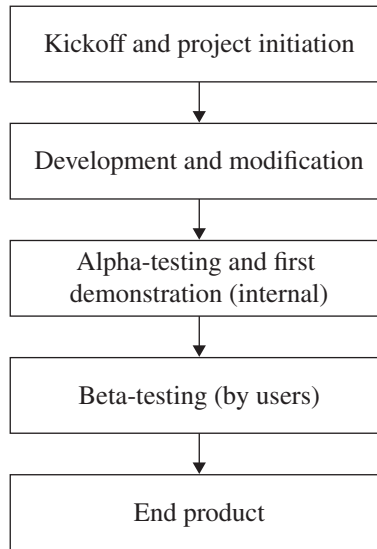 Kickoff and project initiation
Development and modification
Alpha-testing and first
demonstration (internal)
Beta-testing (by users)
End product